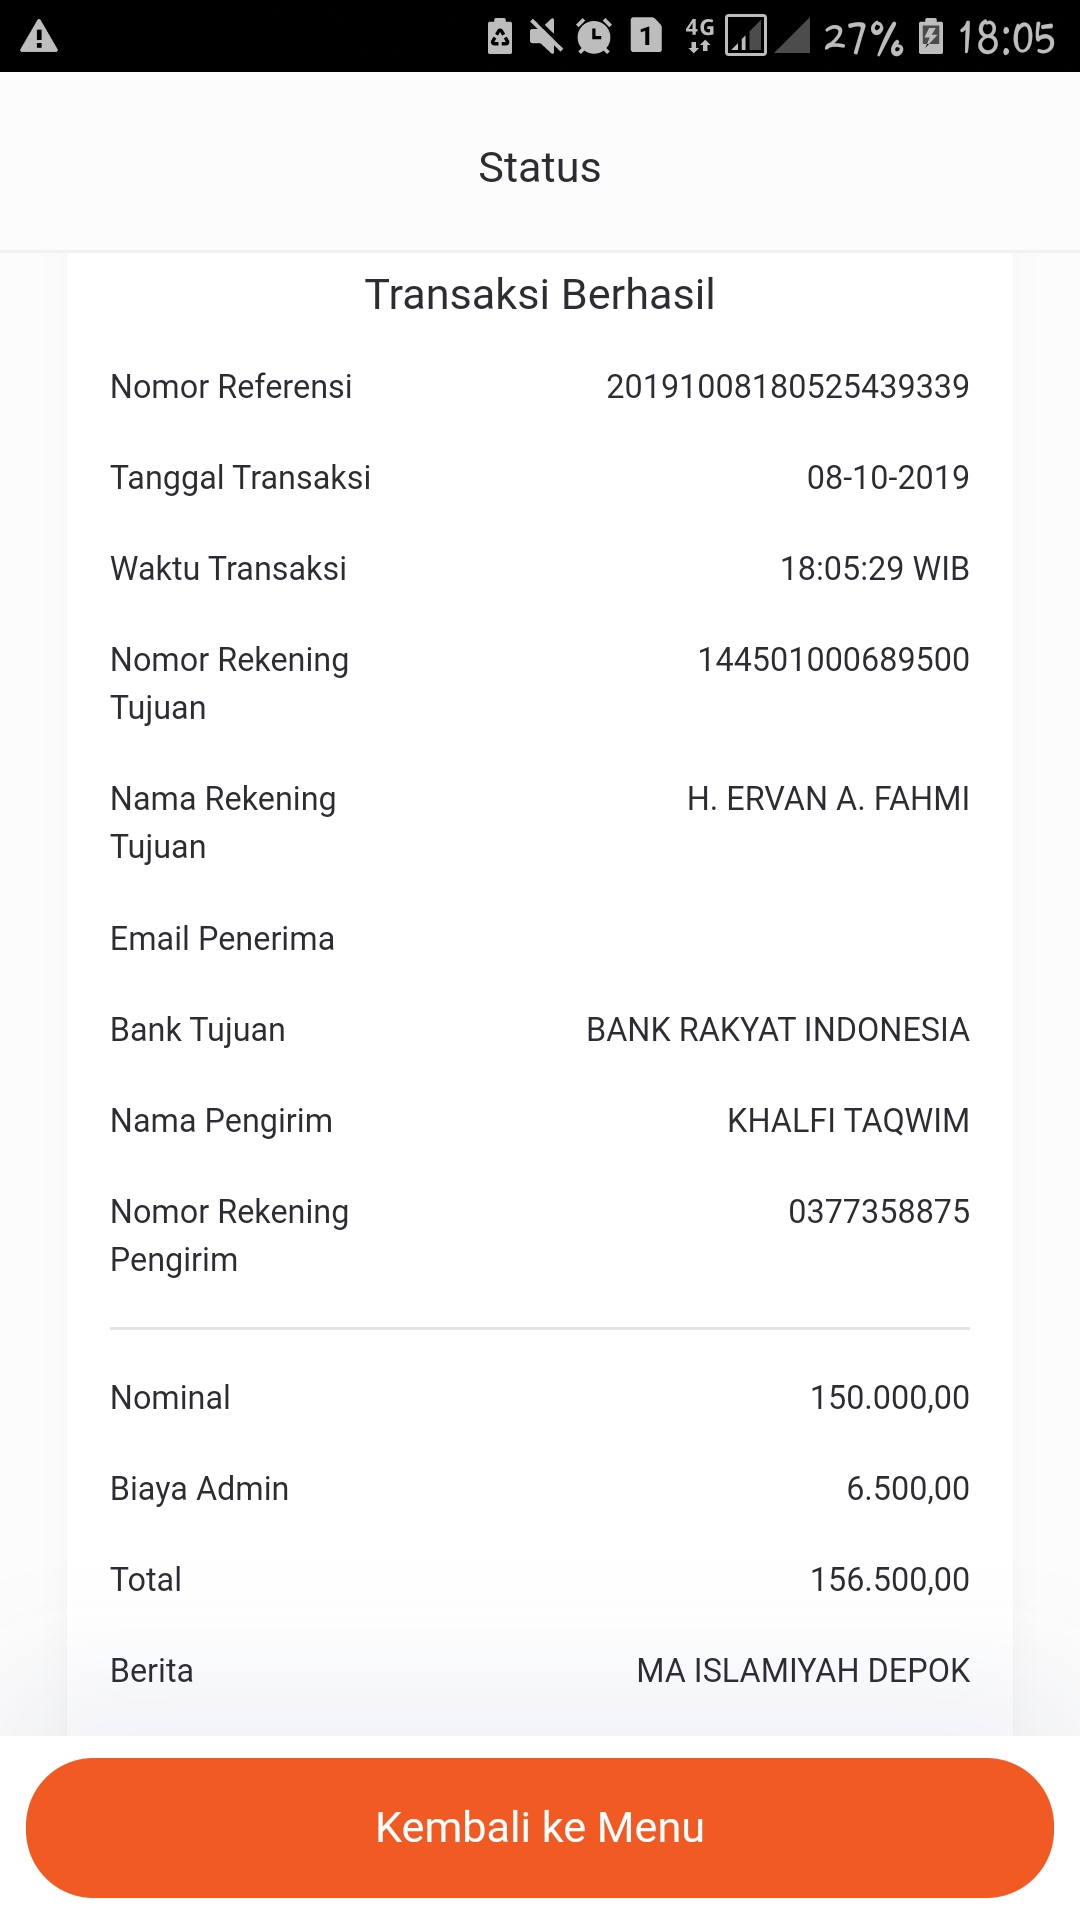 1 4G 27% 18:05
Status
Transaksi Berhasil
Nomor Referensi 20191008180525439339
Tanggal Transaksi 08-10-2019
Waktu Transaksi 18:05:29 WIB
Nomor Rekening 144501000689500
Tujuan
Nama Rekening H. ERVAN A. FAHMI
Tujuan
Email Penerima
Bank Tujuan BANK RAKYAT INDONESIA
Nama Pengirim KHALFI TAQWIM
Nomor Rekening 0377358875
Pengirim
Nominal 150.000,00
Biaya Admin 6.500,00
Total 156.500,00
Berita MA ISLAMIYAH DEPOK
Kembali ke Menu